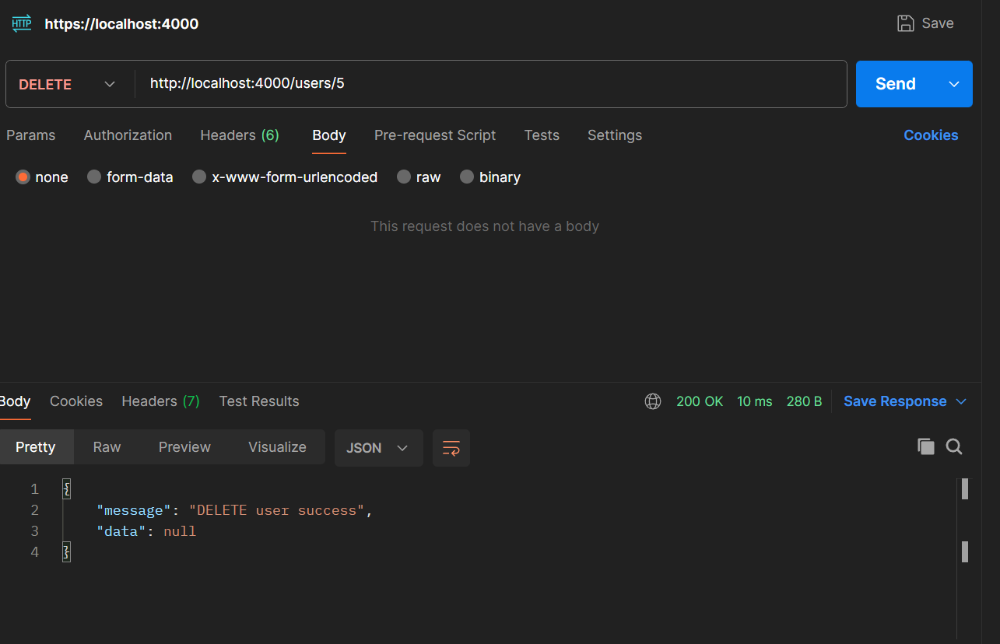 HTTP https://localhost:4000 Save
DELETE http://localhost:4000/users/5 Send
Params Authorization Headers (6) Body Pre-request Script Tests Settings Cookies
none form-data x-www-form-urlencoded raw binary
This request does not have a body
Body Cookies Headers (7) Test Results 200 OK 10 ms 280 B Save Response
Pretty Raw Preview Visualize JSON
1 {
2 "message": "DELETE user success",
3 "data": null
4 }